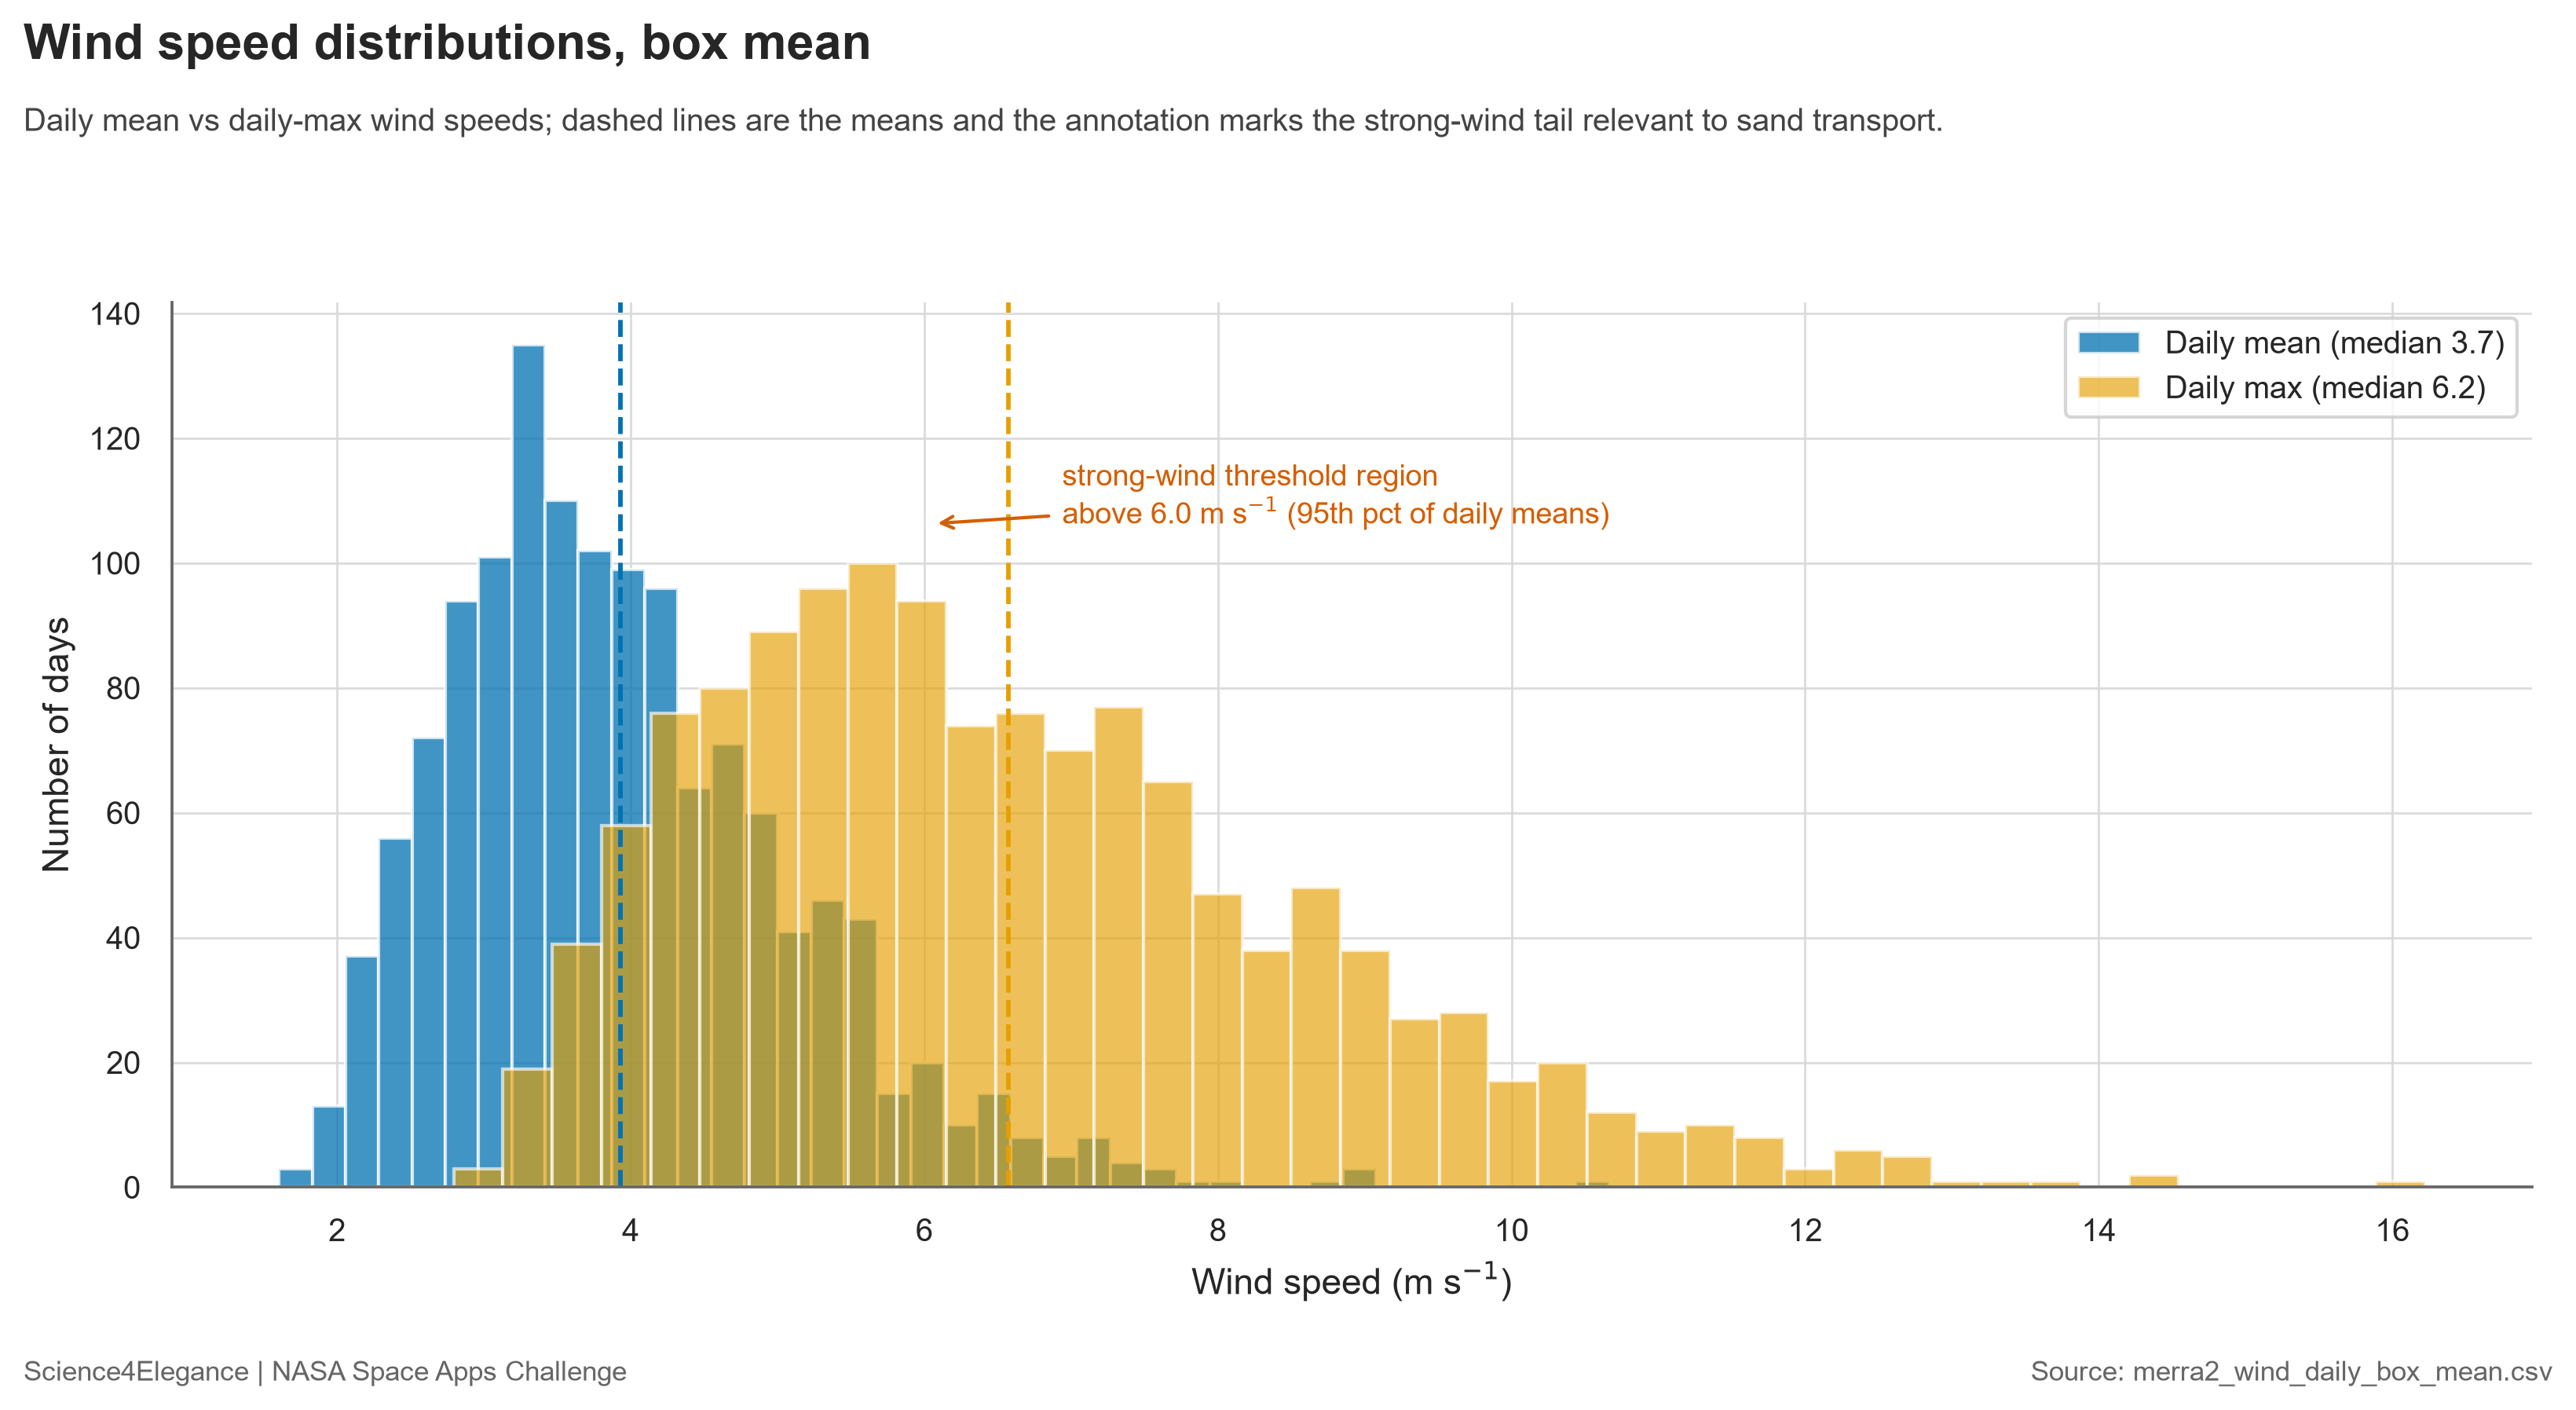 Wind speed distributions, box mean
Daily mean vs daily-max wind speeds; dashed lines are the means and the annotation marks the strong-wind tail relevant to sand transport.
140
120
100
80
60
40
20
0
Number of days
Daily mean (median 3.7)
Daily max (median 6.2)
strong-wind threshold region
above 6.0 m s⁻¹ (95th pct of daily means)
2 4 6 8 10 12 14 16
Wind speed (m s⁻¹)
Science4Elegance | NASA Space Apps Challenge
Source: merra2_wind_daily_box_mean.csv